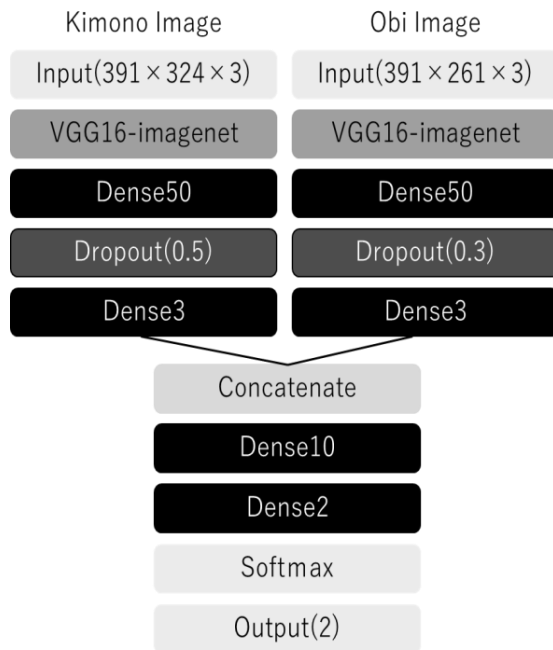 Kimono Image
Obi Image
Input(391×324×3)
Input(391×261×3)
VGG16-imagenet
VGG16-imagenet
Dense50
Dense50
Dropout(0.5)
Dropout(0.3)
Dense3
Dense3
Concatenate
Dense10
Dense2
Softmax
Output(2)